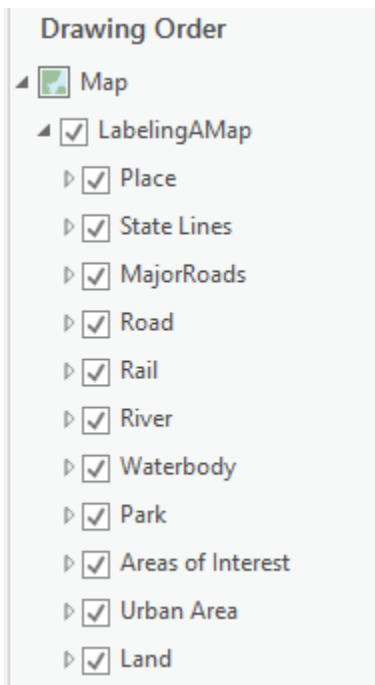 Drawing Order
Map
LabelingAMap
Place
State Lines
MajorRoads
Road
Rail
River
Waterbody
Park
Areas of Interest
Urban Area
Land